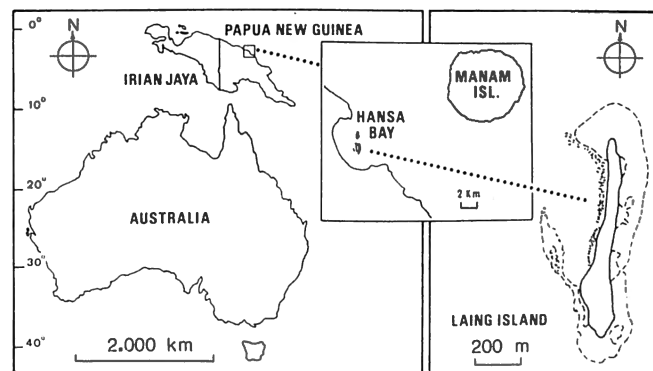 N
PAPUA NEW GUINEA
IRIAN JAYA
AUSTRALIA
0°
10°
20°
30°
40°
2.000 km
MANAM
ISL.
HANSA
BAY
2 Km
N
LAING ISLAND
200 m